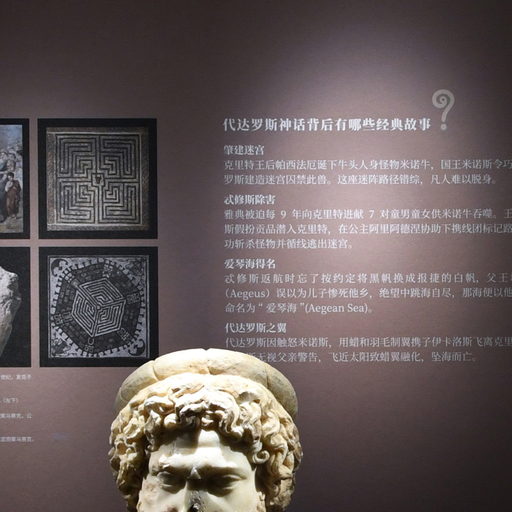 代达罗斯神话背后有哪些经典故事?
肇建迷宫
克里特王后帕西法厄诞下牛头人身怪物米诺牛，国王米诺斯令巧
罗斯建造迷宫囚禁此兽。这座迷阵路径错综，凡人难以脱身。
忒修斯除害
雅典被迫每 9 年向克里特进献 7 对童男童女供米诺牛吞噬。王
斯假扮贡品潜入克里特，在公主阿里阿德涅协助下携线团标记路
功斩杀怪物并循线逃出迷宫。
爱琴海得名
忒修斯返航时忘了按约定将黑帆换成报捷的白帆，父王
（Aegeus）误以为儿子惨死他乡，绝望中跳海自尽，那海便以他
命名为“爱琴海”(Aegean Sea)。
代达罗斯之翼
代达罗斯因触怒米诺斯，用蜡和羽毛制翼携子伊卡洛斯飞离克里
无视父亲警告，飞近太阳致蜡翼融化，坠海而亡。